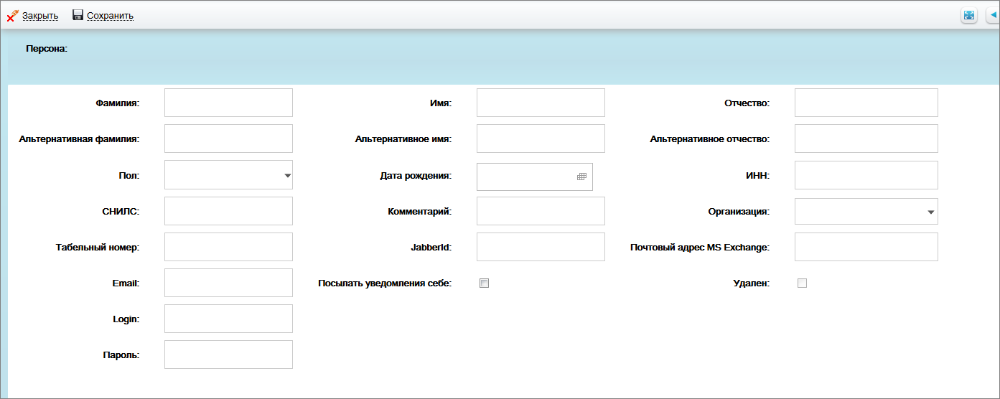 Закрыть Сохранить
Персона:
Фамилия: Имя: Отчество:
Альтернативная фамилия: Альтернативное имя: Альтернативное отчество:
Пол: Дата рождения: ИНН:
СНИЛС: Комментарий: Организация:
Табельный номер: JabberId: Почтовый адрес MS Exchange:
Email: Посылать уведомления себе: Удален:
Login:
Пароль: